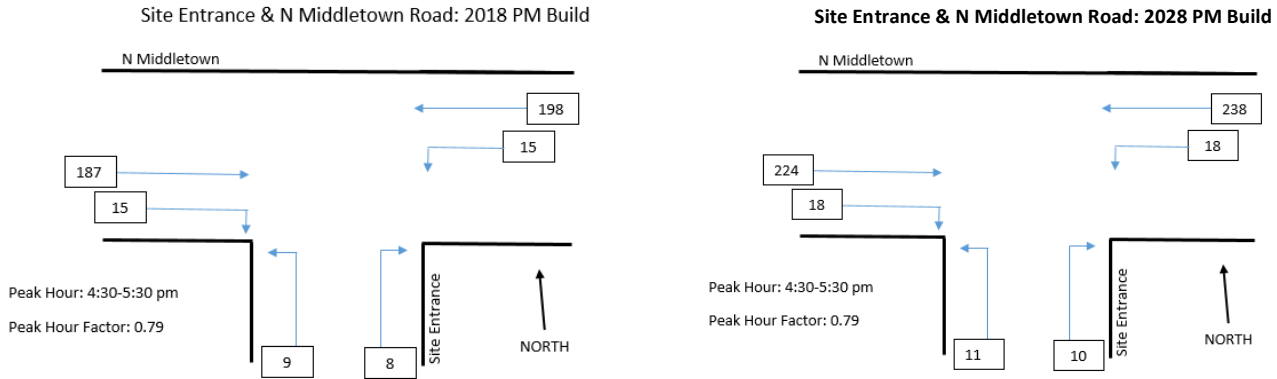 Site Entrance & N Middletown Road: 2018 PM Build
N Middletown
198
15
187
15
Peak Hour: 4:30-5:30 pm
Peak Hour Factor: 0.79
9
8
Site Entrance
NORTH
Site Entrance & N Middletown Road: 2028 PM Build
N Middletown
238
18
224
18
Peak Hour: 4:30-5:30 pm
Peak Hour Factor: 0.79
11
10
Site Entrance
NORTH